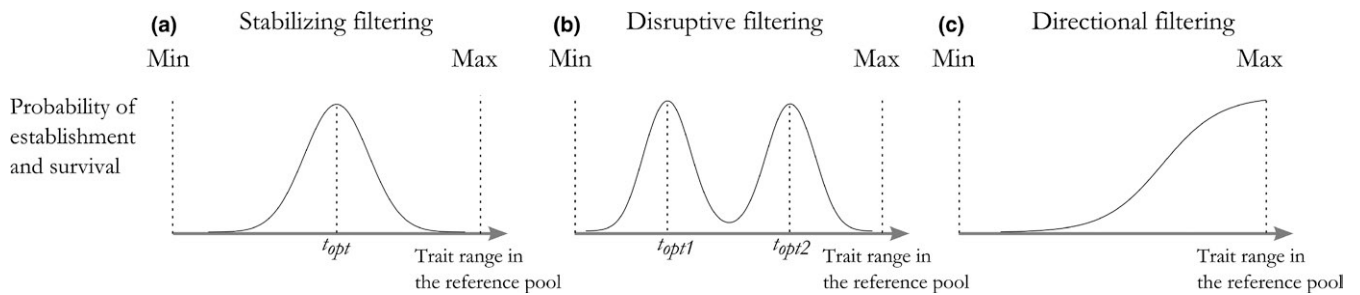 (a) Stabilizing filtering
Min Max
Probability of
establishment
and survival
t_opt
Trait range in
the reference pool
(b) Disruptive filtering
Min Max
t_opt1 t_opt2
Trait range in
the reference pool
(c) Directional filtering
Min Max
Trait range in
the reference pool